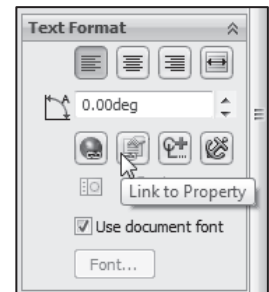 Text Format
0.00deg
Link to Property
Use document font
Font...